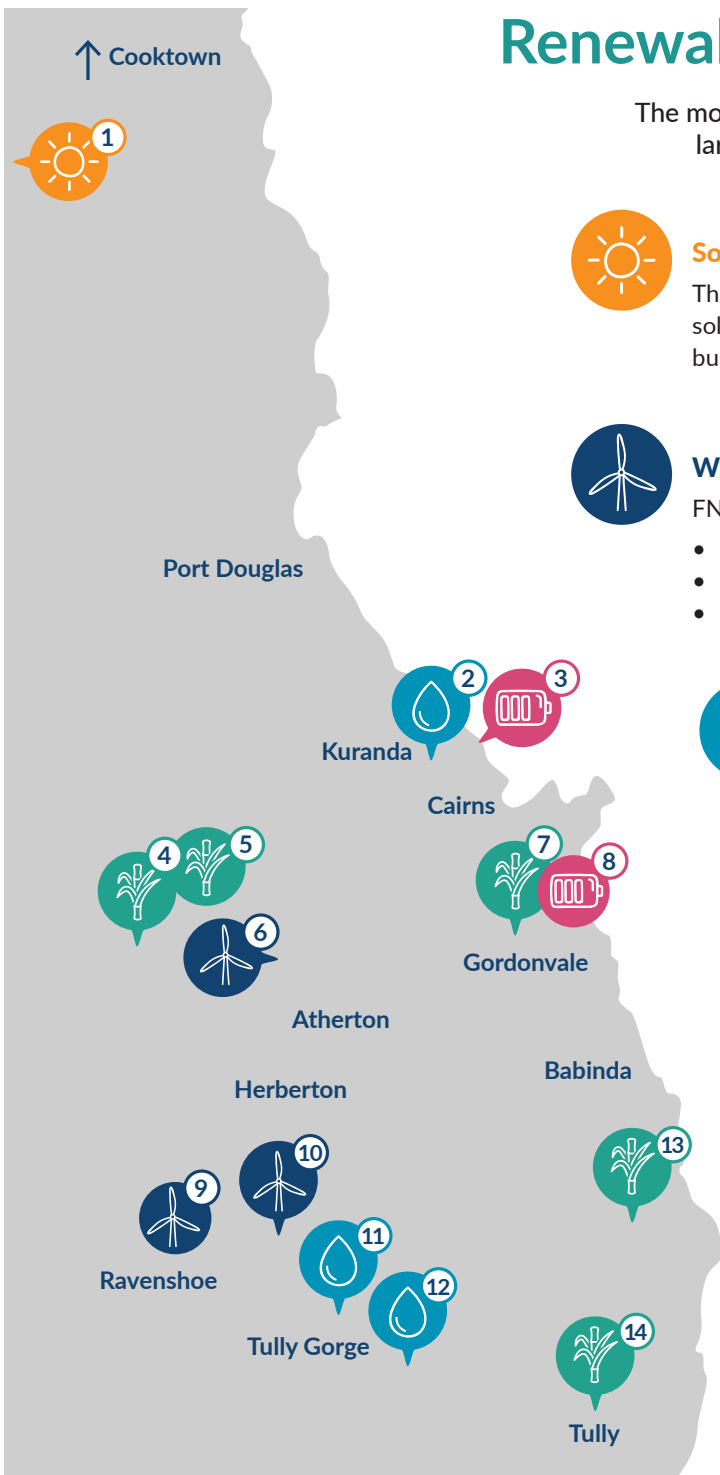 Renewal
The mo
lar
Cooktown
1
So
Th
sol
bu
W
FN
•
•
•
Port Douglas
2
3
Kuranda
Cairns
4
5
6
7
8
Gordonvale
Atherton
Herberton
Babinda
9
10
11
12
13
14
Ravenshoe
Tully Gorge
Tully